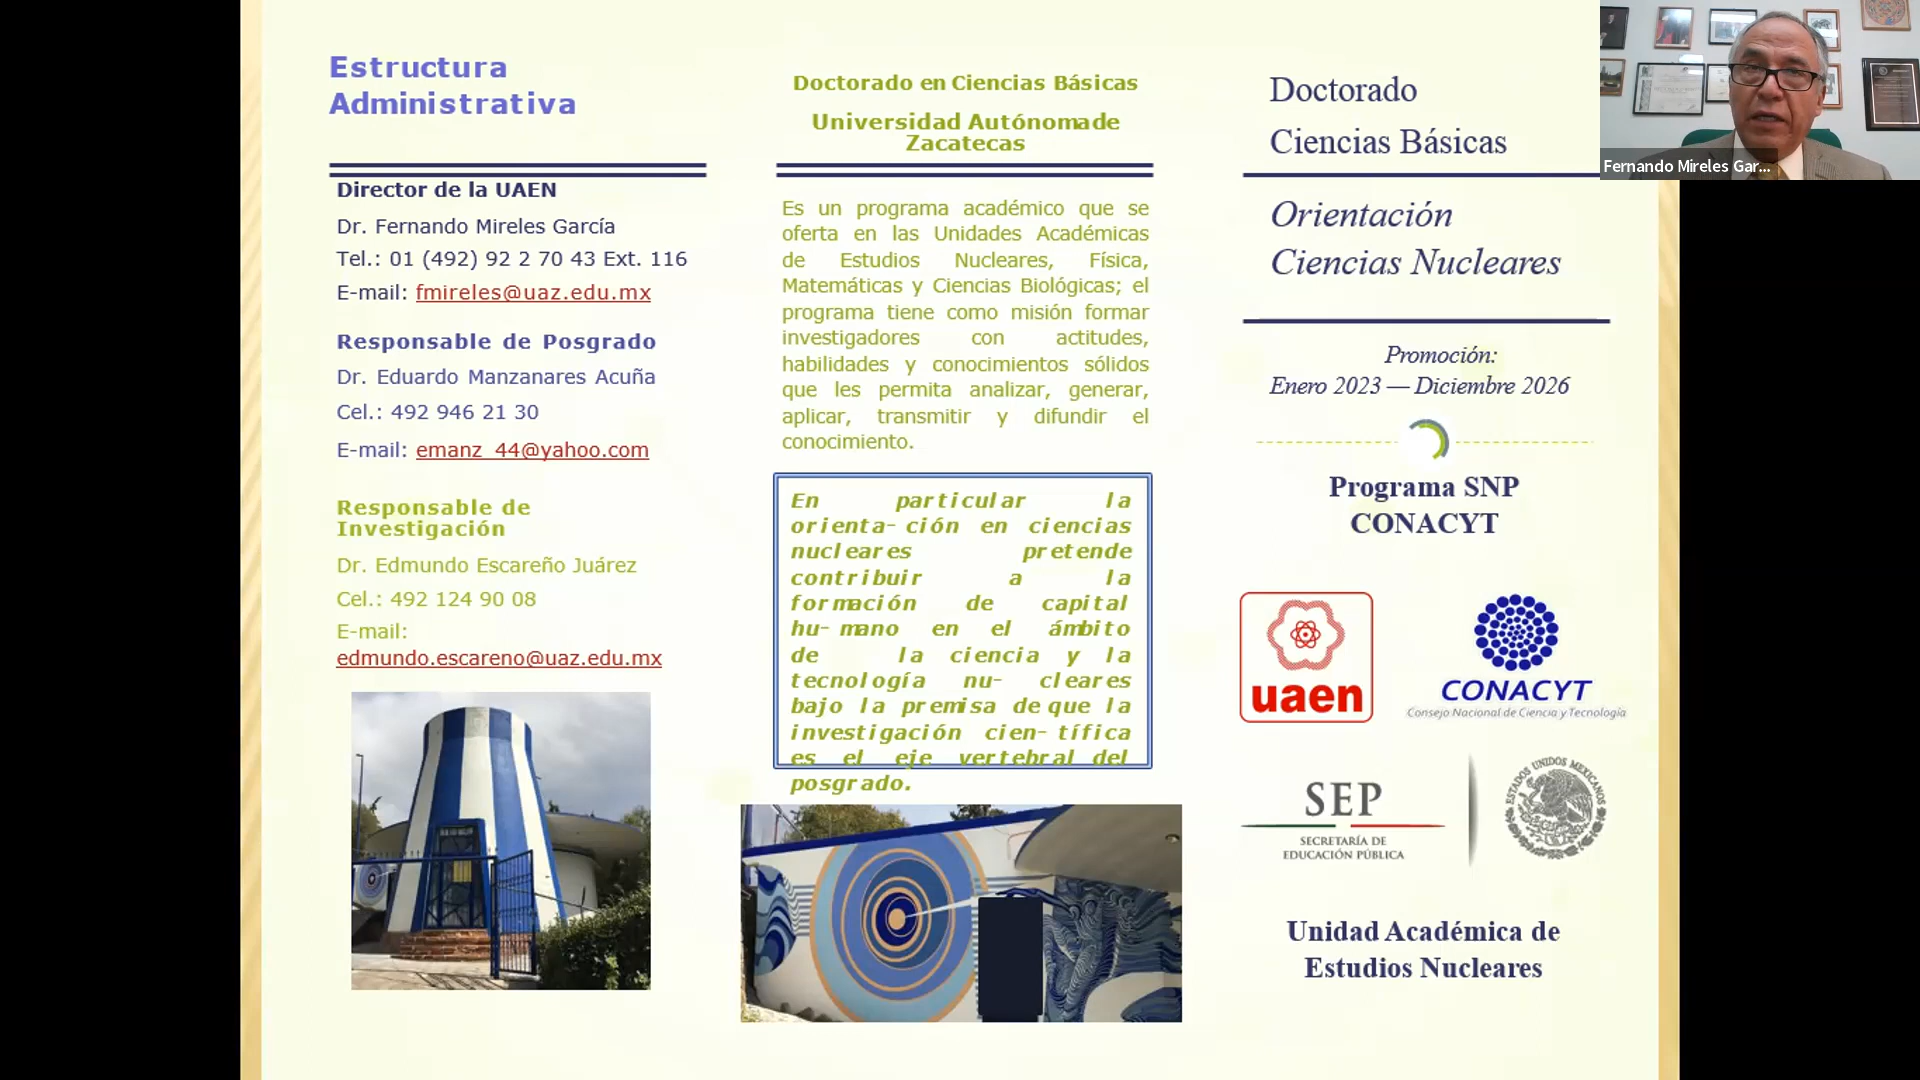 Estructura
Administrativa
Director de la UAEN
Dr. Fernando Mireles García
Tel.: 01 (492) 92 2 70 43 Ext. 116
E-mail: fmireles@uaz.edu.mx
Responsable de Posgrado
Dr. Eduardo Manzanares Acuña
Cel.: 492 946 21 30
E-mail: emanz_44@yahoo.com
Responsable de
Investigación
Dr. Edmundo Escareño Juárez
Cel.: 492 124 90 08
E-mail:
edmundo.escareno@uaz.edu.mx
Doctorado en Ciencias Básicas
Universidad Autónomade
Zacatecas
Es un programa académico que se
oferta en las Unidades Académicas
de Estudios Nucleares, Física,
Matemáticas y Ciencias Biológicas; el
programa tiene como misión formar
investigadores con actitudes,
habilidades y conocimientos sólidos
que les permita analizar, generar,
aplicar, transmitir y difundir el
conocimiento.
En particular la
orienta- ción en ciencias
nucleares pretende
contribuir a la
formación de capital
hu- mano en el ámbito
de la ciencia y la
tecnología nu- cleares
bajo la premisa de que la
investigación cien- tífica
es el eje vertebral del
posgrado.
Doctorado
Ciencias Básicas
Orientación
Ciencias Nucleares
Promoción:
Enero 2023 — Diciembre 2026
Programa SNP
CONACYT
uaen
CONACYT
Consejo Nacional de Ciencia y Tecnología
SEP
SECRETARÍA DE
EDUCACIÓN PÚBLICA
ESTADOS UNIDOS MEXICANOS
Unidad Académica de
Estudios Nucleares
Fernando Mireles Gar...